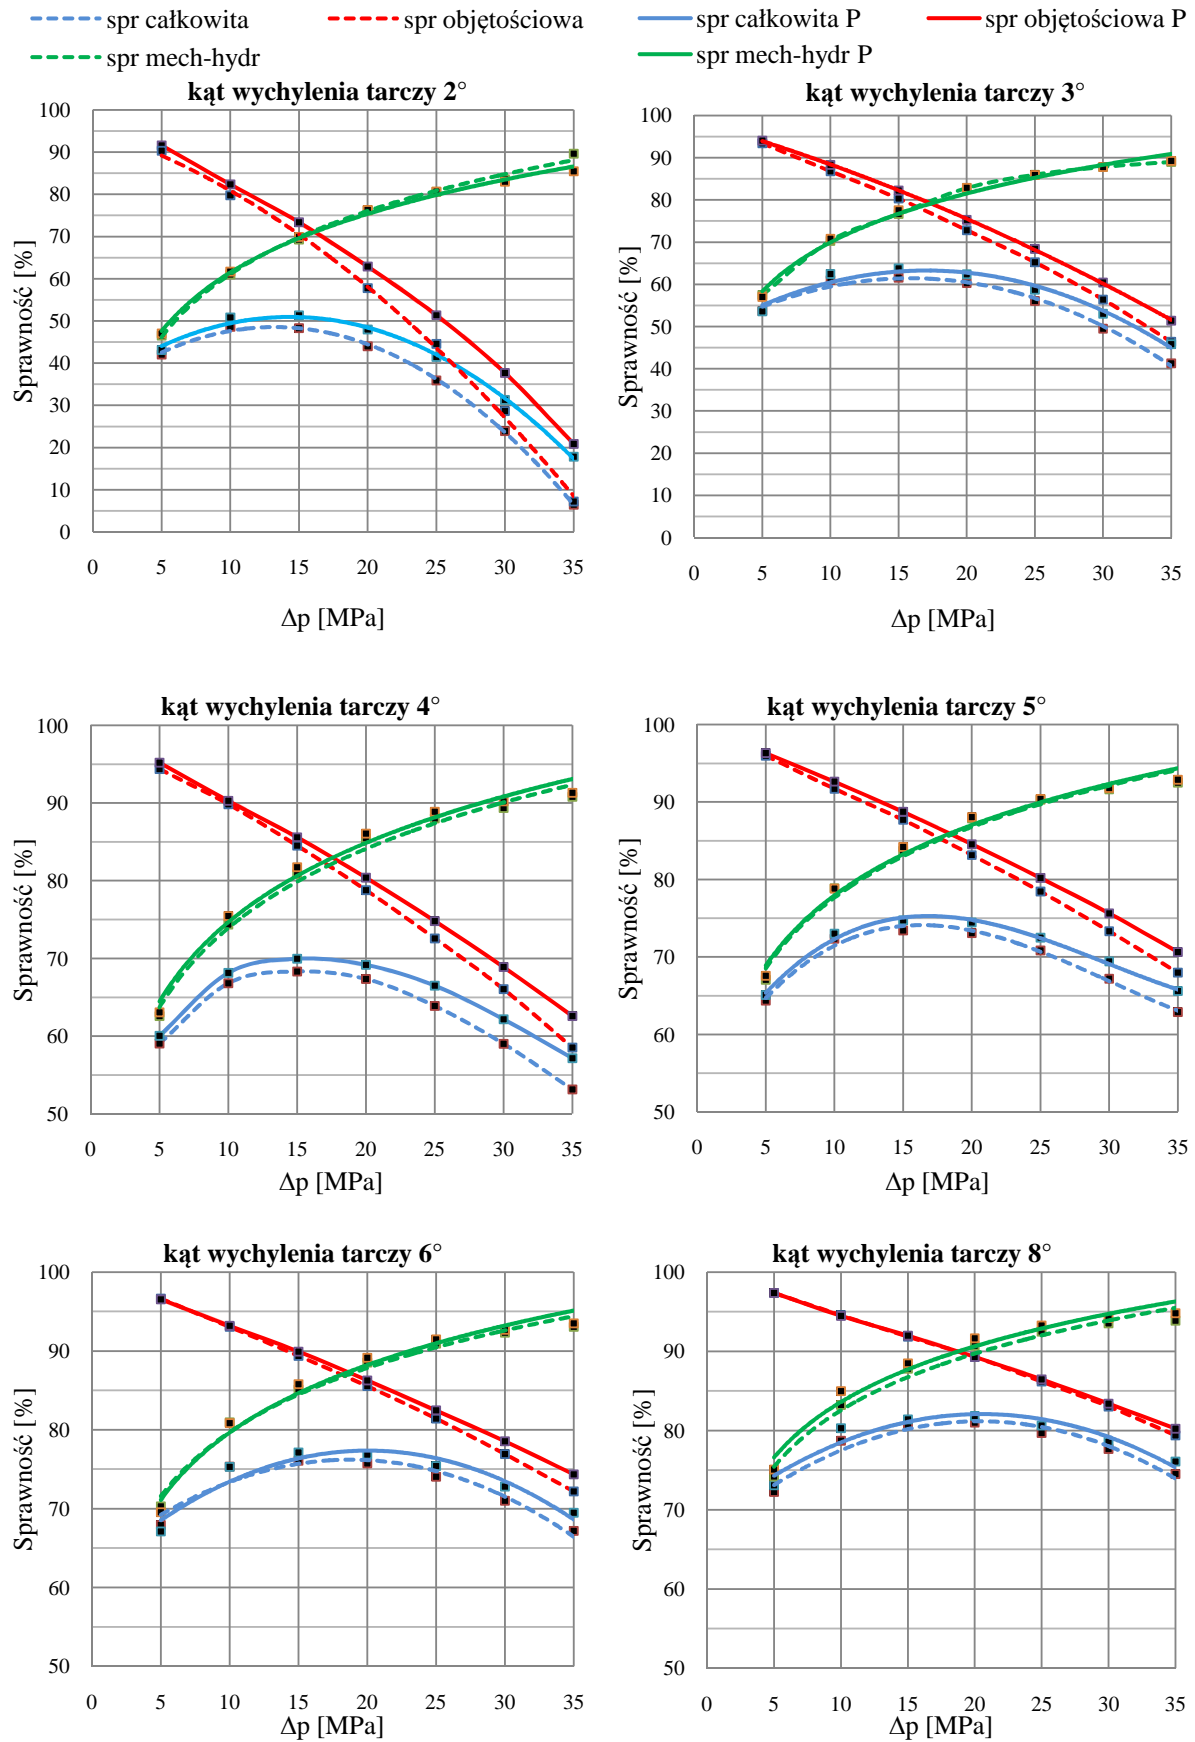 spr całkowita
spr objętościowa
spr mech-hydr
spr całkowita P
spr objętościowa P
spr mech-hydr P
kąt wychylenia tarczy 2°
Sprawność [%]
100
90
80
70
60
50
40
30
20
10
0
0 5 10 15 20 25 30 35
Δp [MPa]
kąt wychylenia tarczy 3°
Sprawność [%]
100
90
80
70
60
50
40
30
20
10
0
0 5 10 15 20 25 30 35
Δp [MPa]
kąt wychylenia tarczy 4°
Sprawność [%]
100
90
80
70
60
50
0 5 10 15 20 25 30 35
Δp [MPa]
kąt wychylenia tarczy 5°
Sprawność [%]
100
90
80
70
60
50
0 5 10 15 20 25 30 35
Δp [MPa]
kąt wychylenia tarczy 6°
Sprawność [%]
100
90
80
70
60
50
0 5 10 15 20 25 30 35
Δp [MPa]
kąt wychylenia tarczy 8°
Sprawność [%]
100
90
80
70
60
50
0 5 10 15 20 25 30 35
Δp [MPa]